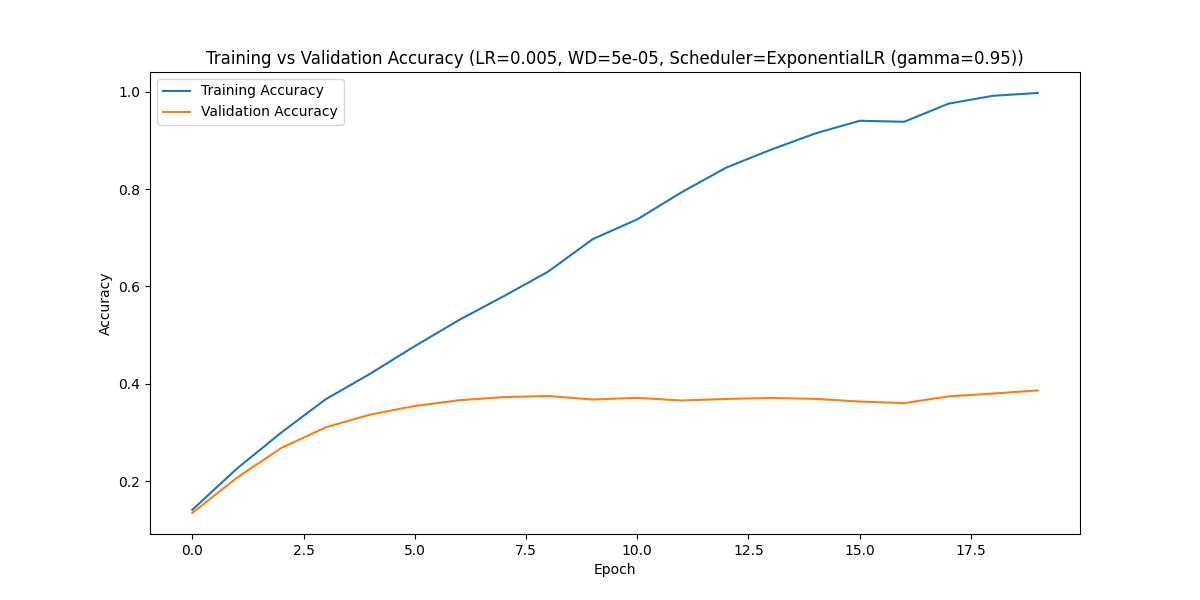 Training vs Validation Accuracy (LR=0.005, WD=5e-05, Scheduler=ExponentialLR (gamma=0.95))
Training Accuracy
Validation Accuracy
1.0
0.8
0.6
0.4
0.2
Accuracy
0.0 2.5 5.0 7.5 10.0 12.5 15.0 17.5
Epoch